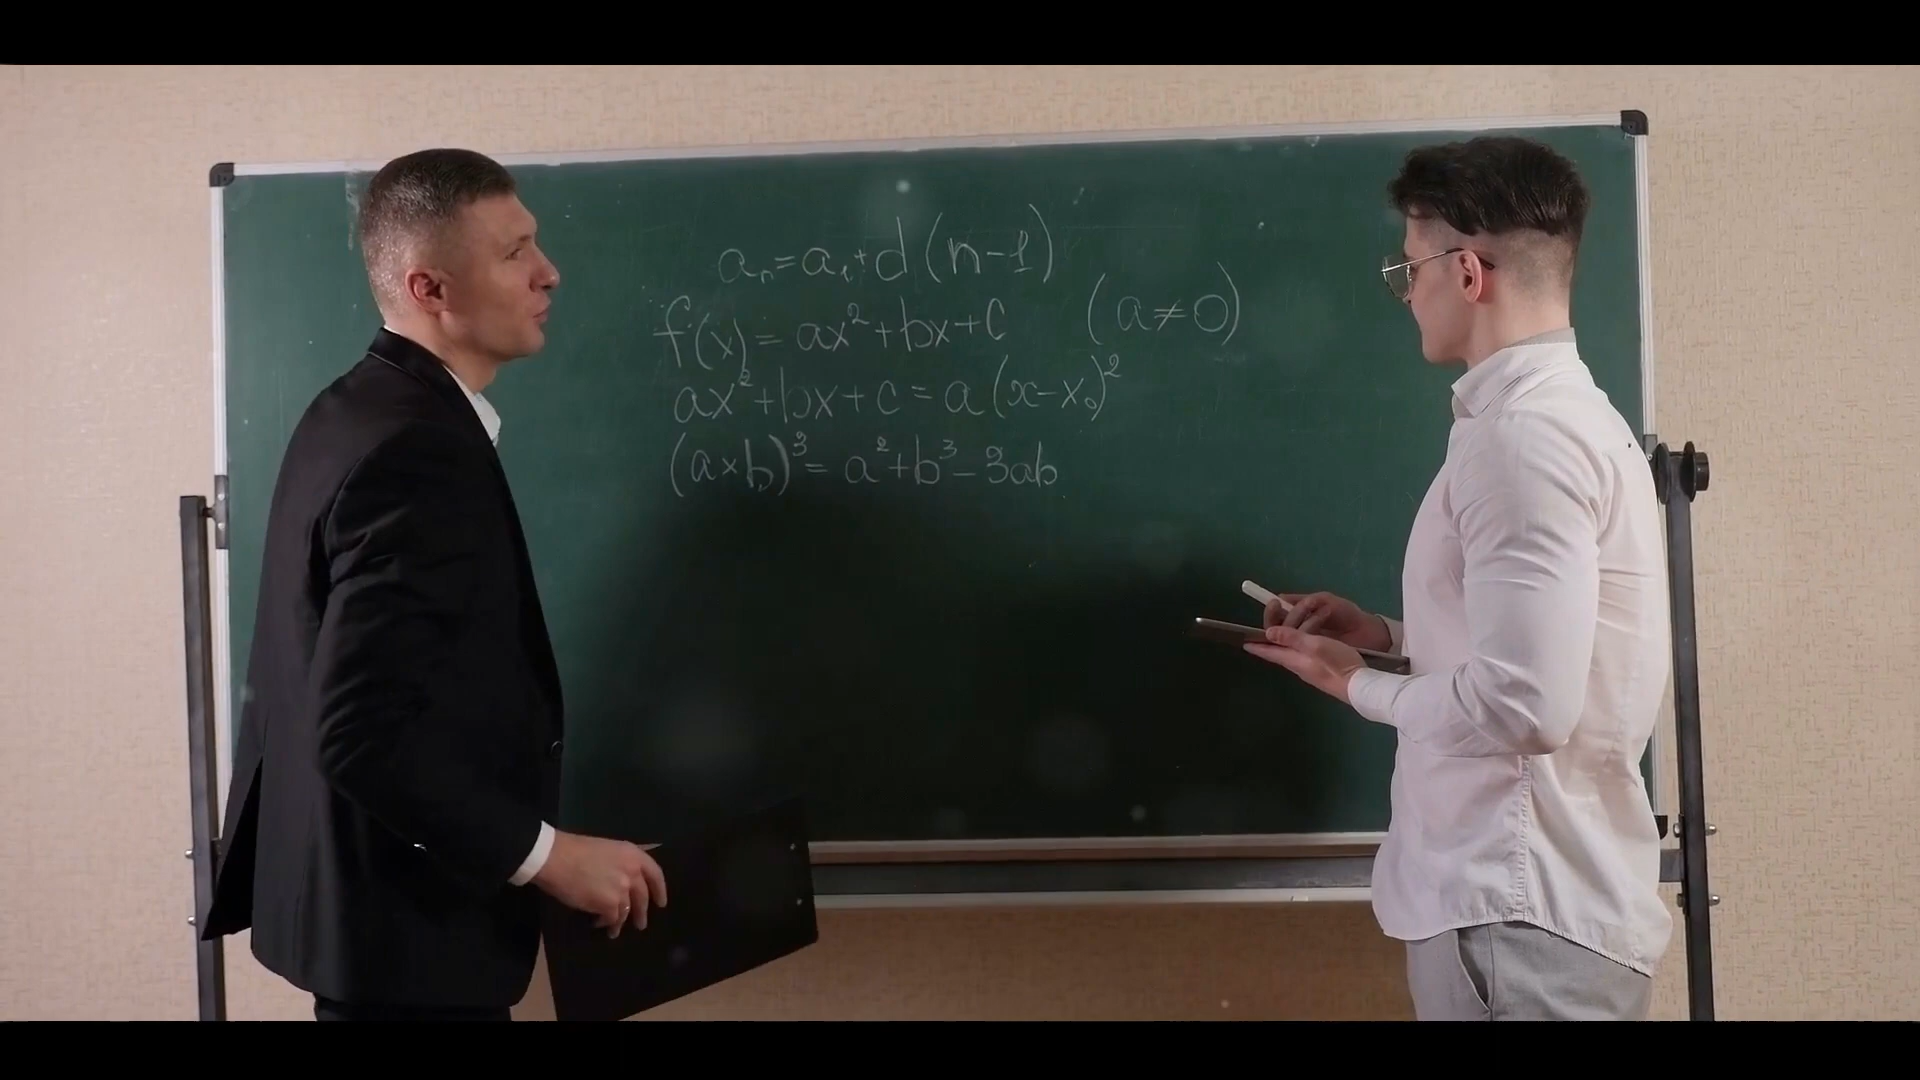 aₙ=a₁+d(n-1)
f(x)=ax²+bx+c (a≠0)
ax²+bx+c=a(x-x₀)²
(a×b)³=a²+b³-3ab